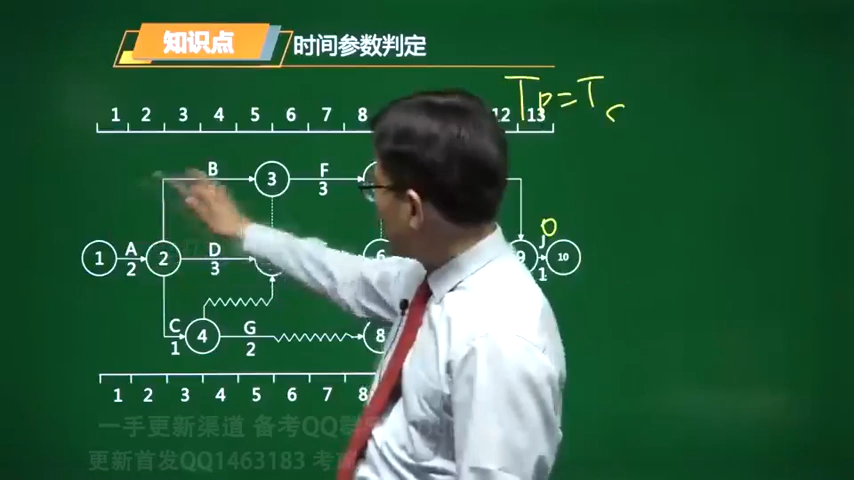 知识点 时间参数判定
Tp=Tc
1 2 3 4 5 6 7 8 12 13
B 3 F
3
0
1 A 2 D 6 9 J 10
2 3 1
C 4 G 8
1 2
1 2 3 4 5 6 7 8
一手更新渠道 备考QQ群
更新首发QQ1463183 考